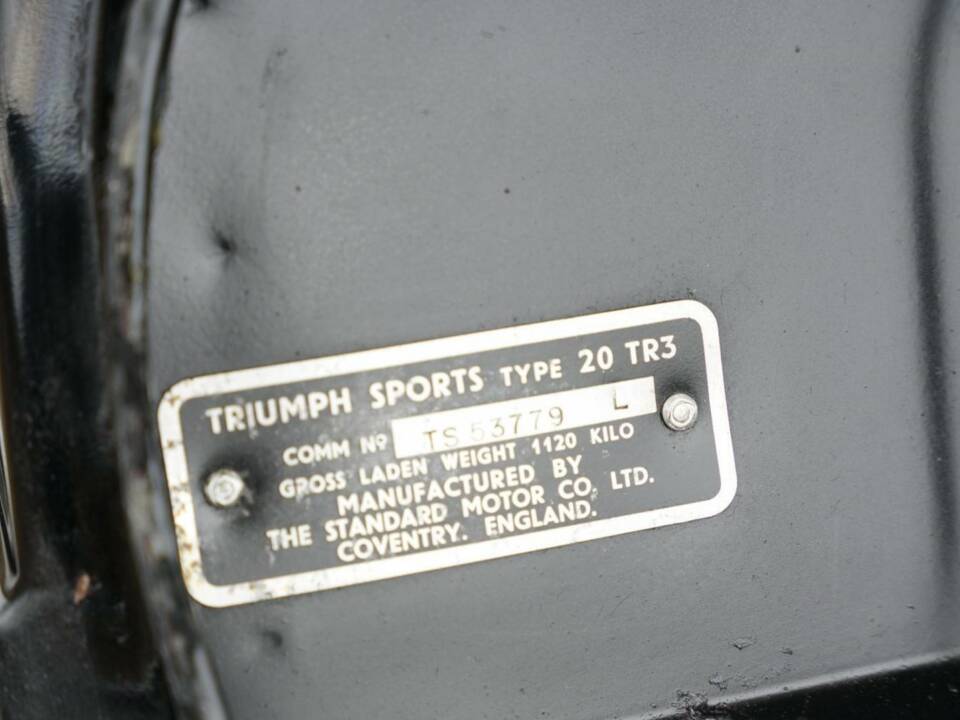 TRIUMPH SPORTS TYPE 20 TR3
COMM Nº TS 53779 L
GROSS LADEN WEIGHT 1120 KILO
MANUFACTURED BY
THE STANDARD MOTOR CO. LTD.
COVENTRY. ENGLAND.